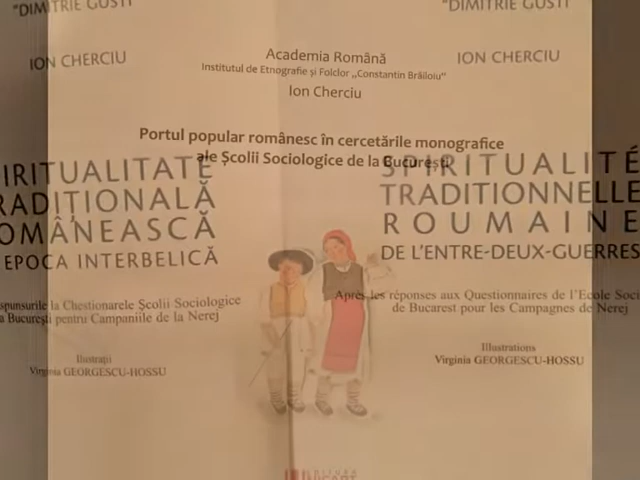 "DIMITRIE GUSTI"
ION CHERCIU
"DIMITRIE GUSTI"
ION CHERCIU
Academia Română
Institutul de Etnografie și Folclor „Constantin Brăiloiu”
Ion Cherciu
Portul popular românesc în cercetările monografice
ale Școlii Sociologice de la București
EPOCA INTERBELICĂ
la Chestionarele Școlii Sociologice
București pentru Campaniile de la Nerej
Ilustrații
Virginia GEORGESCU-HOSSU
SPIRITUALITÉ
TRADITIONNELLE
ROUMAINE
DE L'ENTRE-DEUX-GUERRES
Après les réponses aux Questionnaires de l'Ecole
de Bucarest pour les Campagnes de Nerej
Illustrations
Virginia GEORGESCU-HOSSU